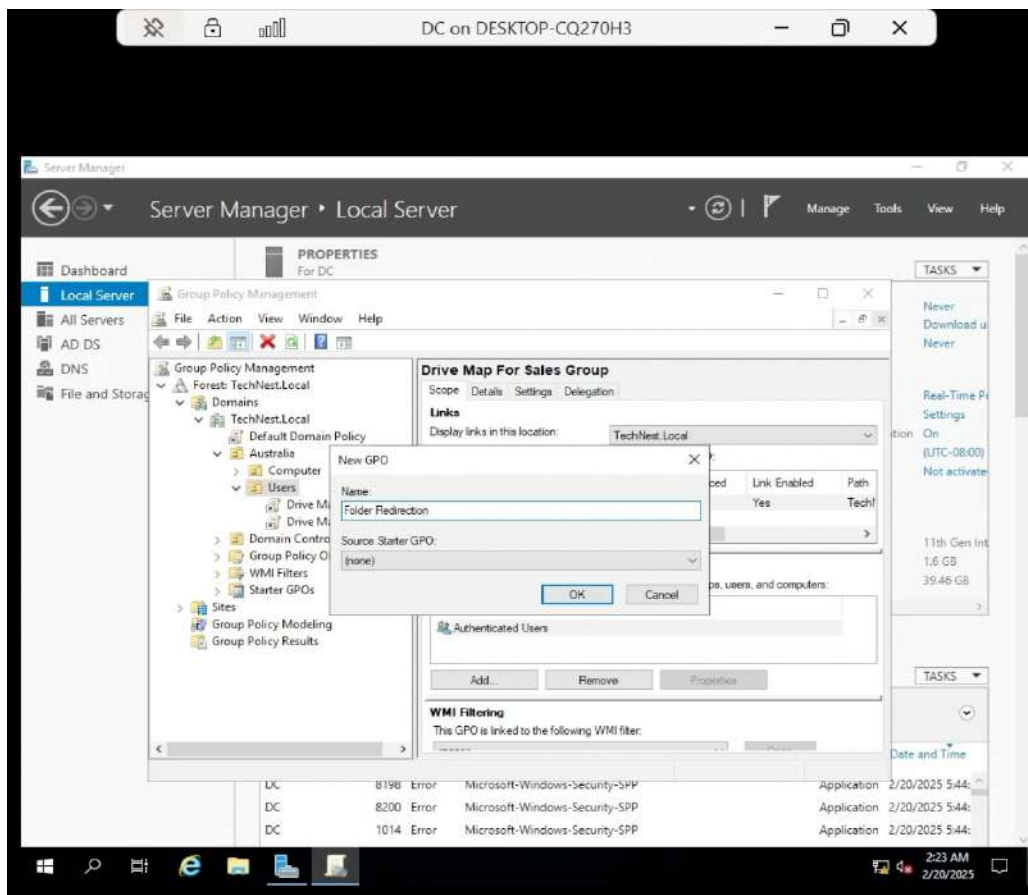 DC on DESKTOP-CQ270H3
Server Manager
Server Manager • Local Server
Manage Tools View Help
PROPERTIES
For DC
TASKS
Dashboard
Local Server
All Servers
AD DS
DNS
File and Storag
Never
Download u
Never
Real-Time Pr
Settings
On
(UTC-08:00)
Not activate
11th Gen Int
1.6 GB
39.46 GB
Group Policy Management
File Action View Window Help
Group Policy Management
Forest: TechNest.Local
Domains
TechNest.Local
Default Domain Policy
Australia
Computer
Users
Drive M
Drive M
Domain Contro
Group Policy O
WMI Filters
Starter GPOs
Sites
Group Policy Modeling
Group Policy Results
Drive Map For Sales Group
Scope Details Settings Delegation
Links
Display links in this location: TechNest.Local
ced Link Enabled Path
Yes Tech
ps, users, and computers:
Authenticated Users
Add... Remove Properties
WMI Filtering
This GPO is linked to the following WMI filter:
New GPO
Name:
Folder Redirection
Source Starter GPO:
(none)
OK Cancel
TASKS
Date and Time
DC 8198 Error Microsoft-Windows-Security-SPP Application 2/20/2025 5:44:
DC 8200 Error Microsoft-Windows-Security-SPP Application 2/20/2025 5:44:
DC 1014 Error Microsoft-Windows-Security-SPP Application 2/20/2025 5:44:
2:23 AM
2/20/2025